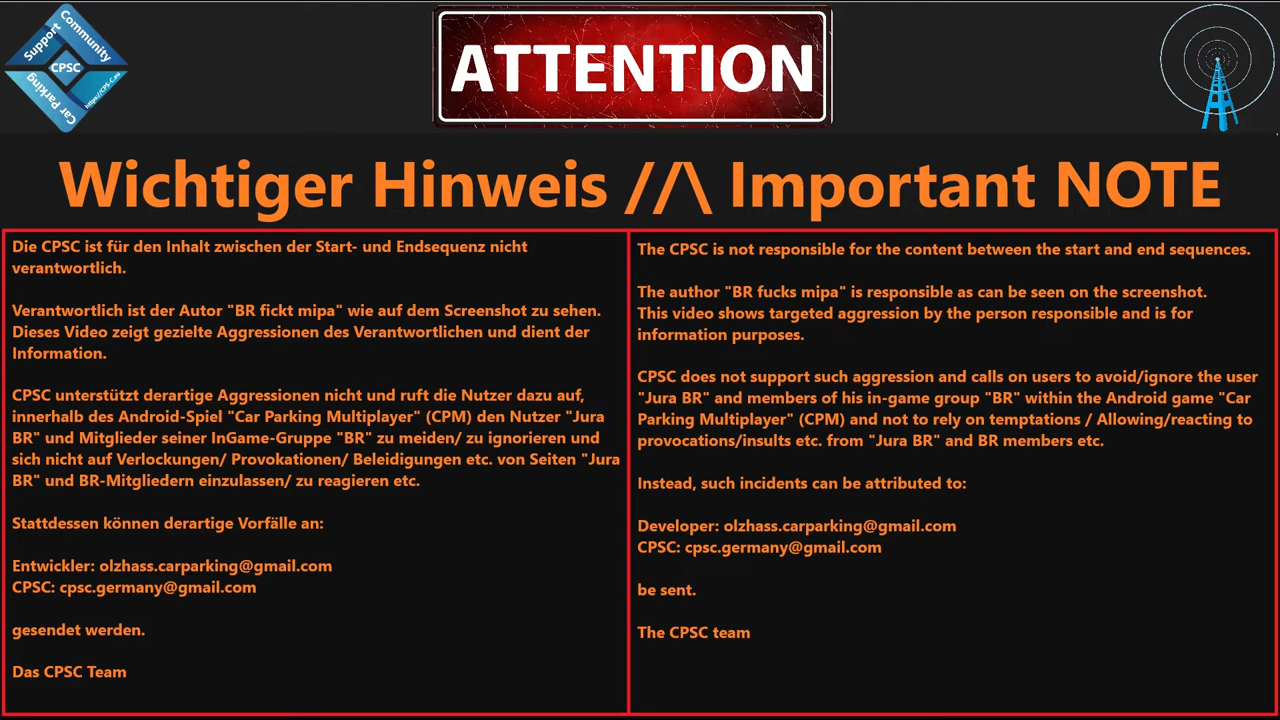 Support
Community
CPSC
Car Parking
https://CPS-C.eu
ATTENTION
Wichtiger Hinweis //\ Important NOTE
Die CPSC ist für den Inhalt zwischen der Start- und Endsequenz nicht
verantwortlich.
Verantwortlich ist der Autor "BR fickt mipa" wie auf dem Screenshot zu sehen.
Dieses Video zeigt gezielte Aggressionen des Verantwortlichen und dient der
Information.
CPSC unterstützt derartige Aggressionen nicht und ruft die Nutzer dazu auf,
innerhalb des Android-Spiel "Car Parking Multiplayer" (CPM) den Nutzer "Jura
BR" und Mitglieder seiner InGame-Gruppe "BR" zu meiden/ zu ignorieren und
sich nicht auf Verlockungen/ Provokationen/ Beleidigungen etc. von Seiten "Jura
BR" und BR-Mitgliedern einzulassen/ zu reagieren etc.
Stattdessen können derartige Vorfälle an:
Entwickler: olzhass.carparking@gmail.com
CPSC: cpsc.germany@gmail.com
gesendet werden.
Das CPSC Team
The CPSC is not responsible for the content between the start and end sequences.
The author "BR fucks mipa" is responsible as can be seen on the screenshot.
This video shows targeted aggression by the person responsible and is for
information purposes.
CPSC does not support such aggression and calls on users to avoid/ignore the user
"Jura BR" and members of his in-game group "BR" within the Android game "Car
Parking Multiplayer" (CPM) and not to rely on temptations / Allowing/reacting to
provocations/insults etc. from "Jura BR" and BR members etc.
Instead, such incidents can be attributed to:
Developer: olzhass.carparking@gmail.com
CPSC: cpsc.germany@gmail.com
be sent.
The CPSC team